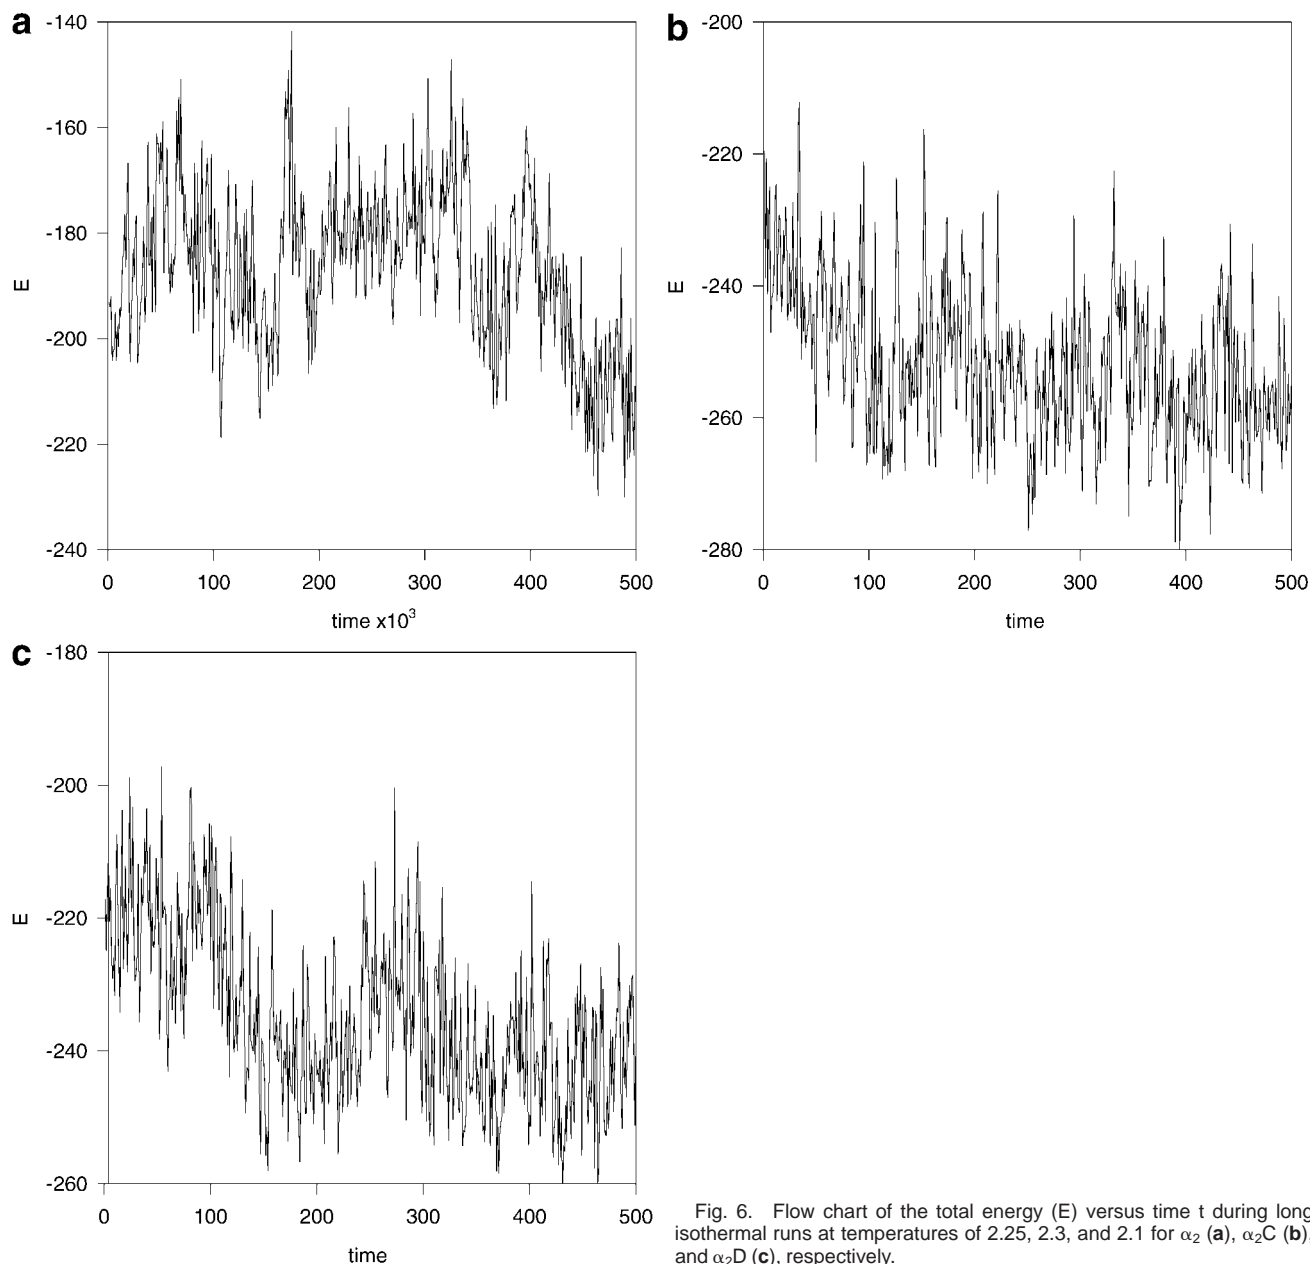 a
-140
-160
-180
E
-200
-220
-240
0 100 200 300 400 500
time x10³
b
-200
-220
-240
E
-260
-280
0 100 200 300 400 500
time
c
-180
-200
-220
E
-240
-260
0 100 200 300 400 500
time
Fig. 6. Flow chart of the total energy (E) versus time t during long
isothermal runs at temperatures of 2.25, 2.3, and 2.1 for α₂ (a), α₂C (b),
and α₂D (c), respectively.